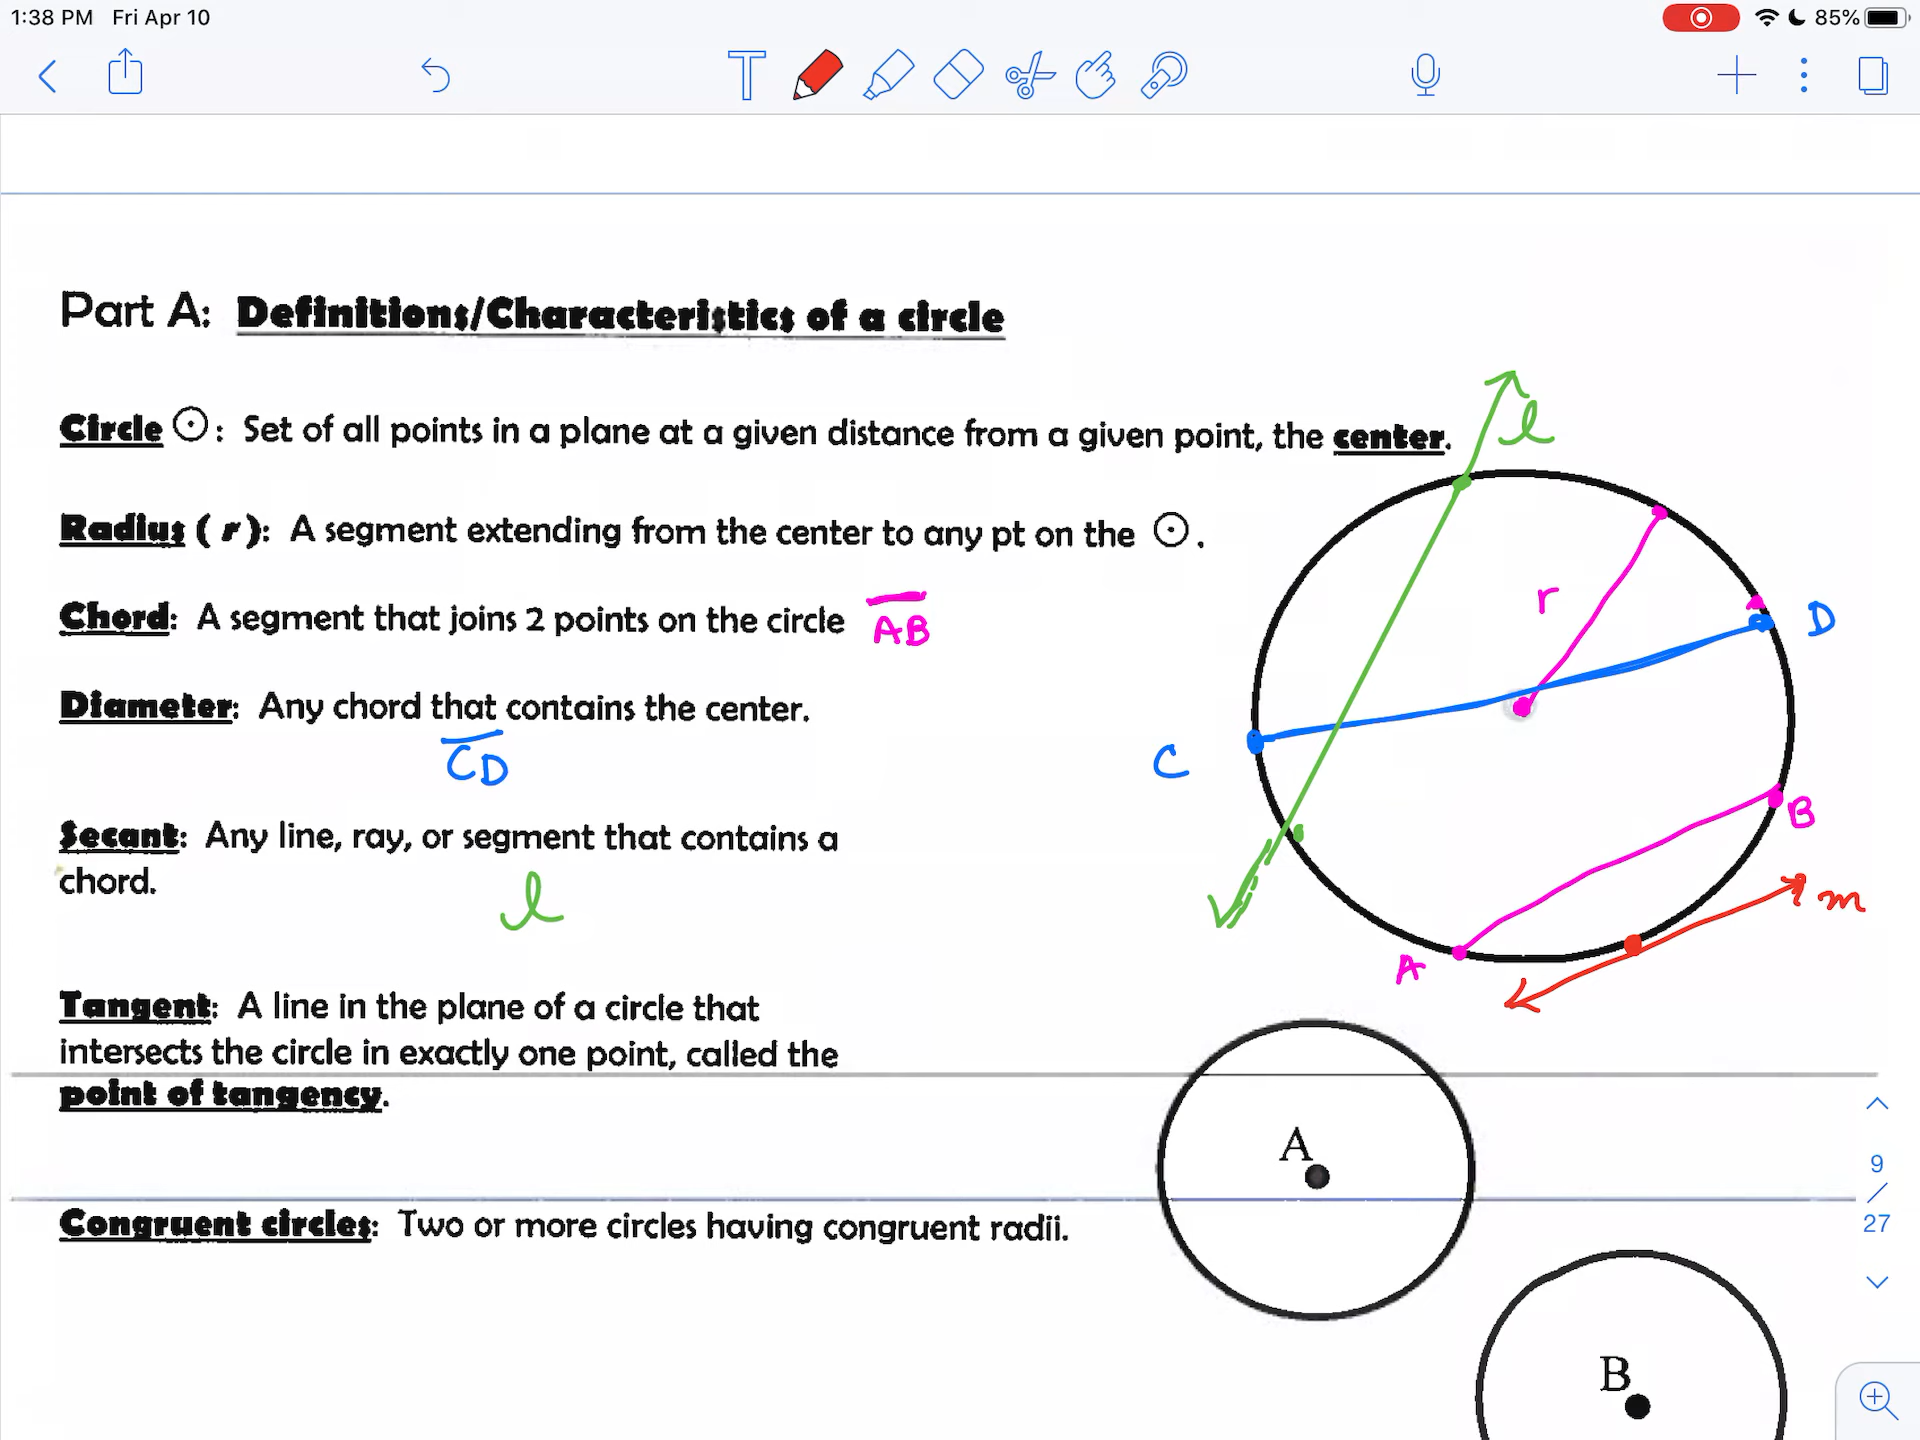 1:38 PM Fri Apr 10
85%
T
Part A: Definitions/Characteristics of a circle
Circle ⊙: Set of all points in a plane at a given distance from a given point, the center.
l
Radius ( r ): A segment extending from the center to any pt on the ⊙.
r
Chord: A segment that joins 2 points on the circle AB
D
Diameter: Any chord that contains the center.
CD
C
B
Secant: Any line, ray, or segment that contains a
chord.
l
m
A
Tangent: A line in the plane of a circle that
intersects the circle in exactly one point, called the
point of tangency.
A
9
/
27
Congruent circles: Two or more circles having congruent radii.
B